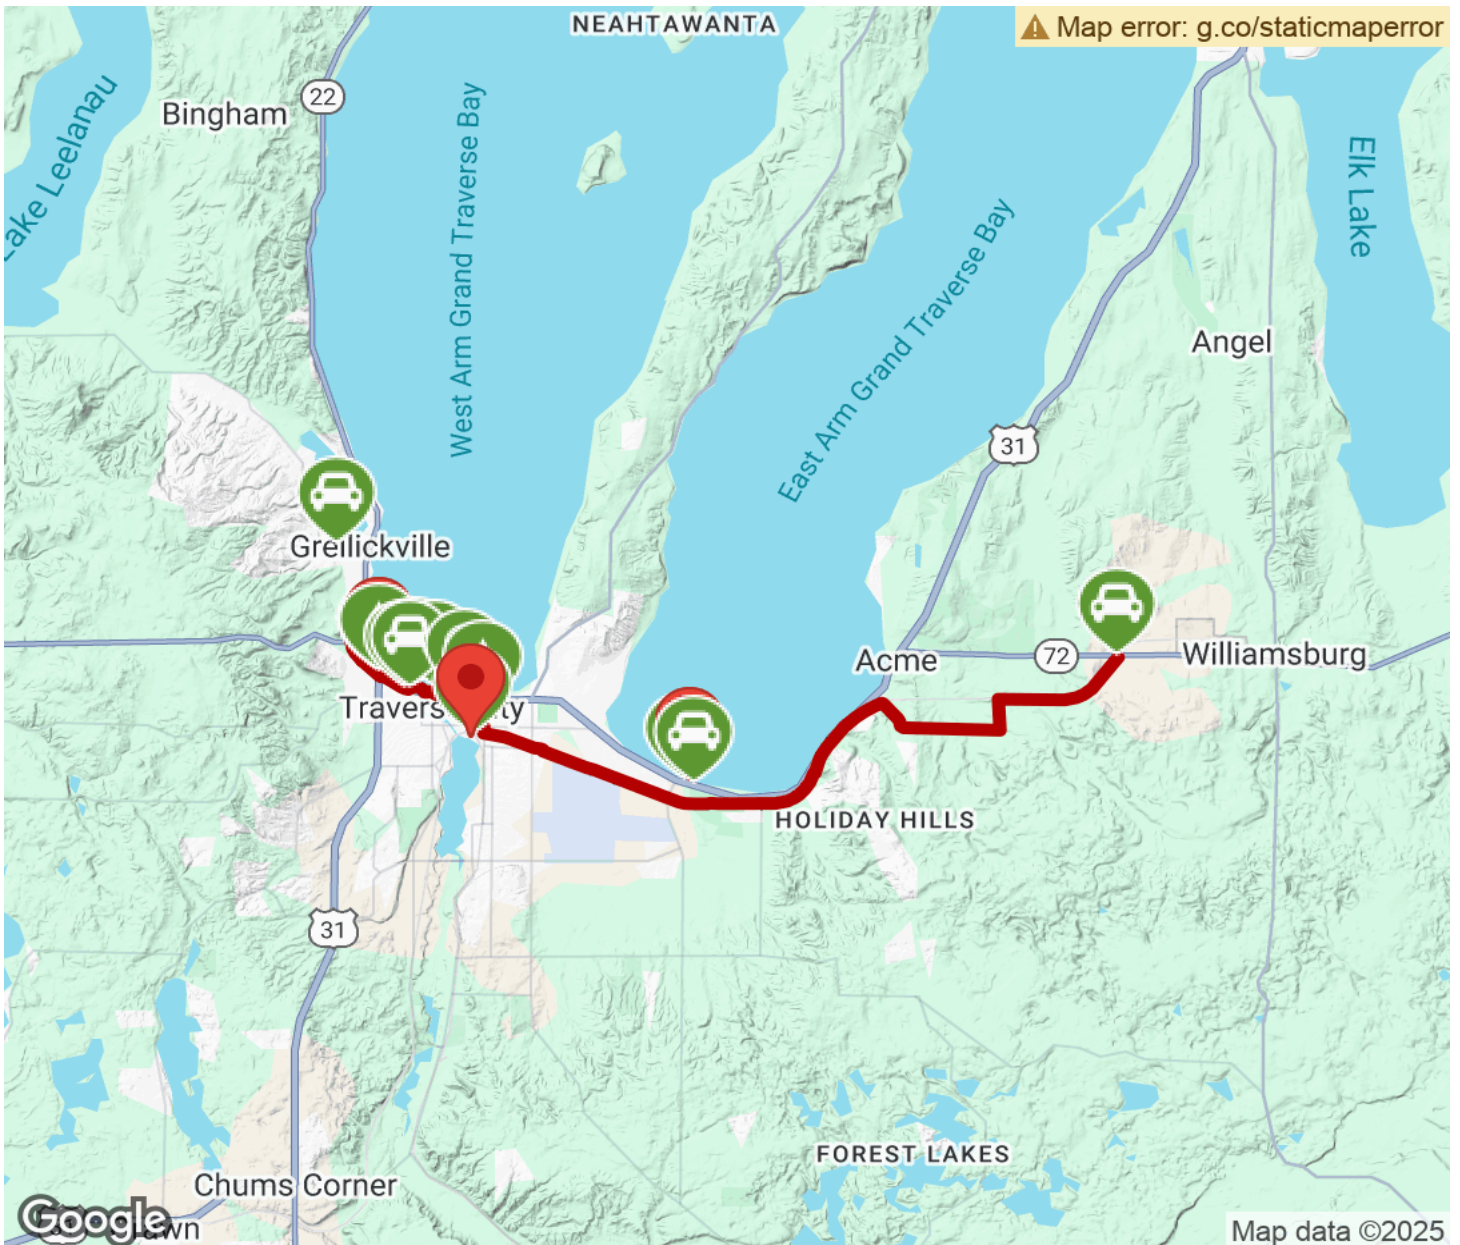 NEAHTAWANTA
Map error: g.co/staticmaperror
22
Bingham
Lake Leelanau
West Arm Grand Traverse Bay
East Arm Grand Traverse Bay
Elk Lake
Angel
31
Greilickville
Acme
72
Williamsburg
HOLIDAY HILLS
31
FOREST LAKES
Chums Corner
Google
Map data ©2025